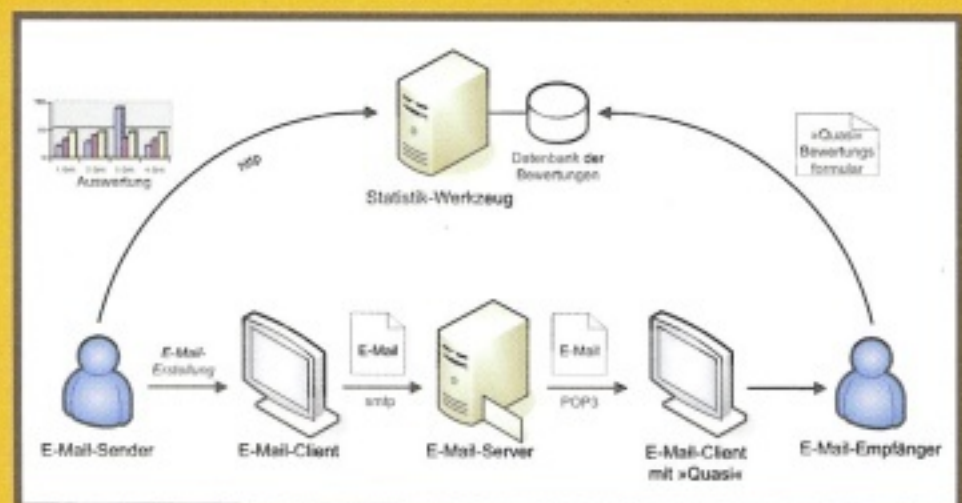 Auswertung
http
Statistik-Werkzeug
Datenbank der
Bewertungen
»Quasi«
Bewertungs
formular
E-Mail-Sender
E-Mail-
Erstellung
E-Mail-Client
E-Mail
smtp
E-Mail-Server
E-Mail
POP3
E-Mail-Client
mit »Quasi«
E-Mail-Empfänger